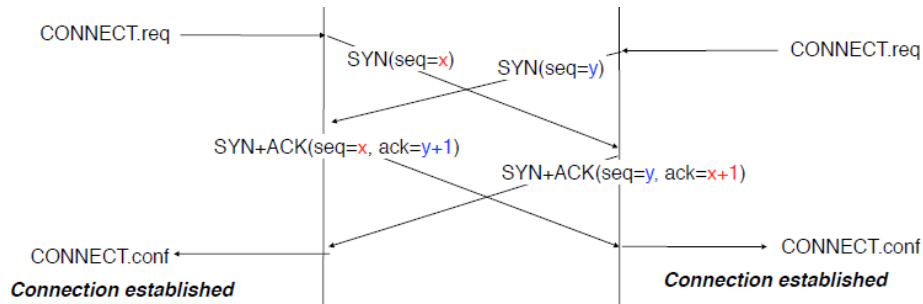 CONNECT.req
CONNECT.req
SYN(seq=x)
SYN(seq=y)
SYN+ACK(seq=x, ack=y+1)
SYN+ACK(seq=y, ack=x+1)
CONNECT.conf
CONNECT.conf
Connection established
Connection established